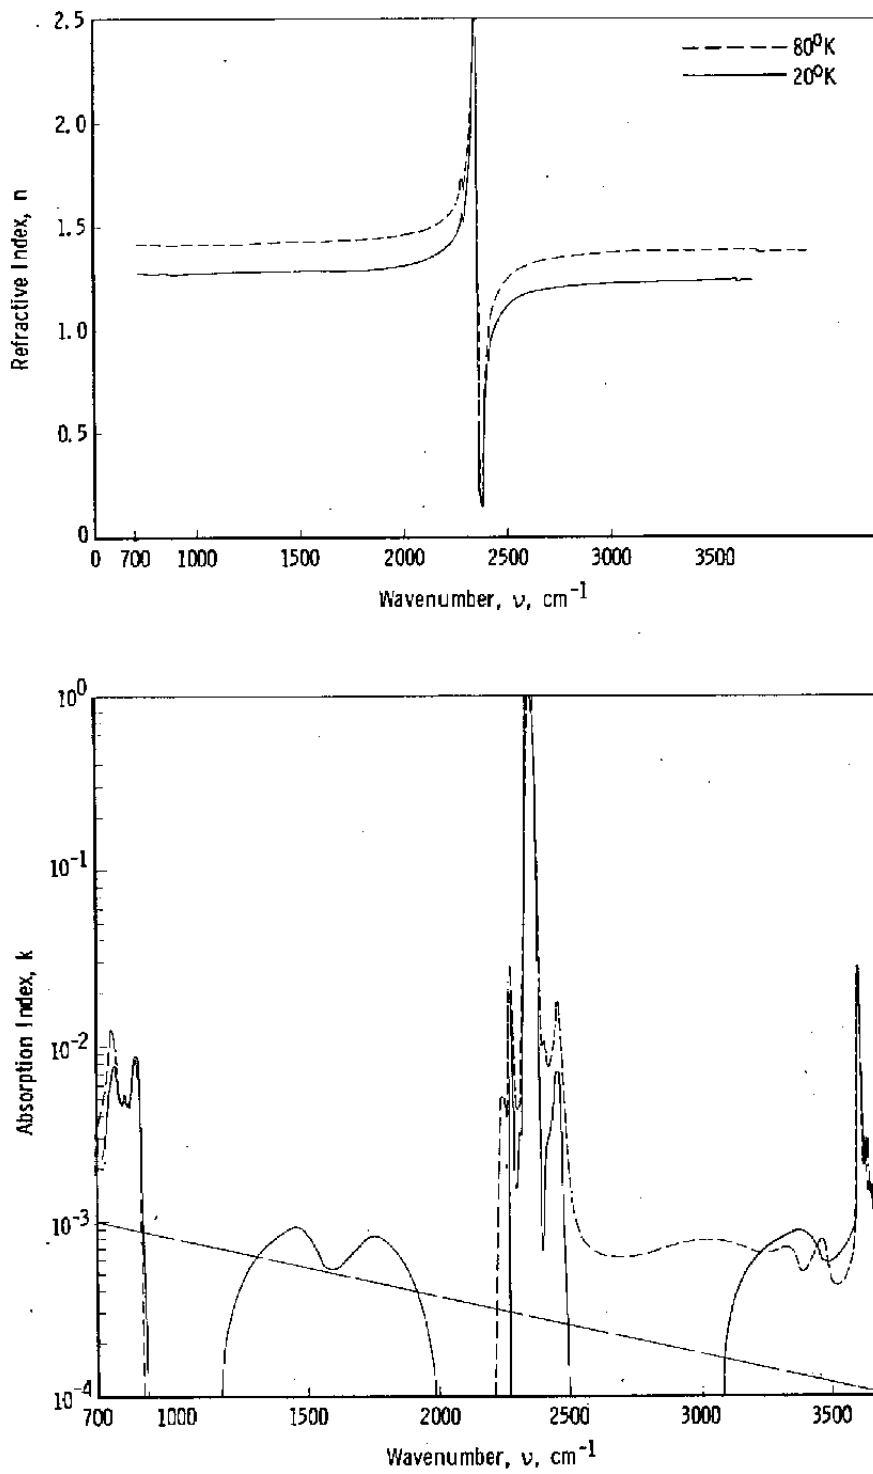 2.5
80⁰K
20⁰K
2.0
1.5
1.0
0.5
0
0 700 1000 1500 2000 2500 3000 3500
Refractive Index, n
Wavenumber, ν, cm⁻¹
10⁰
10⁻¹
10⁻²
10⁻³
10⁻⁴
700 1000 1500 2000 2500 3000 3500
Absorption Index, k
Wavenumber, ν, cm⁻¹